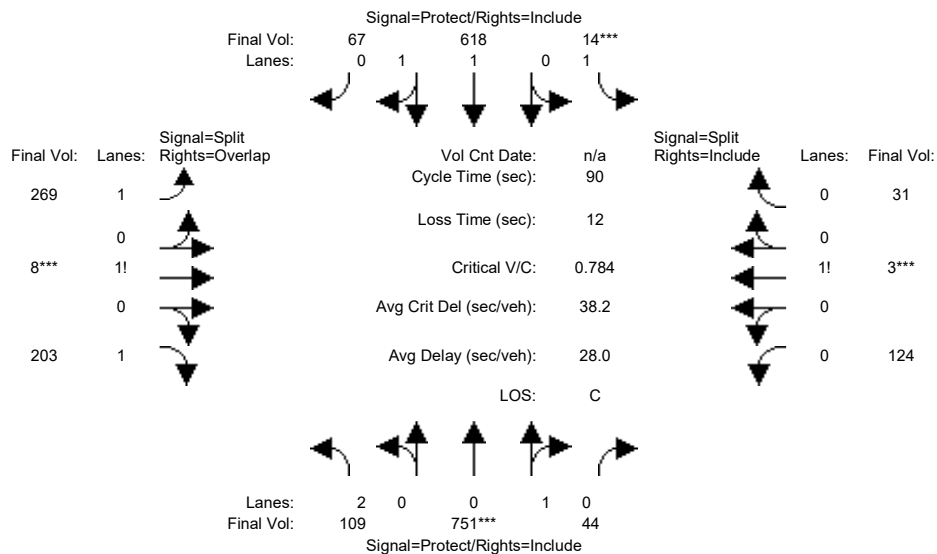 Signal=Protect/Rights=Include
Final Vol: 67 618 14***
Lanes: 0 1 1 0 1
Signal=Split Signal=Split
Final Vol: Lanes: Rights=Overlap Vol Cnt Date: n/a Rights=Include Lanes: Final Vol:
Cycle Time (sec): 90
269 1 0 31
Loss Time (sec): 12
0 0
8*** 1! Critical V/C: 0.784 1! 3***
0 Avg Crit Del (sec/veh): 38.2 0
203 1 Avg Delay (sec/veh): 28.0 0 124
LOS: C
Lanes: 2 0 0 1 0
Final Vol: 109 751*** 44
Signal=Protect/Rights=Include